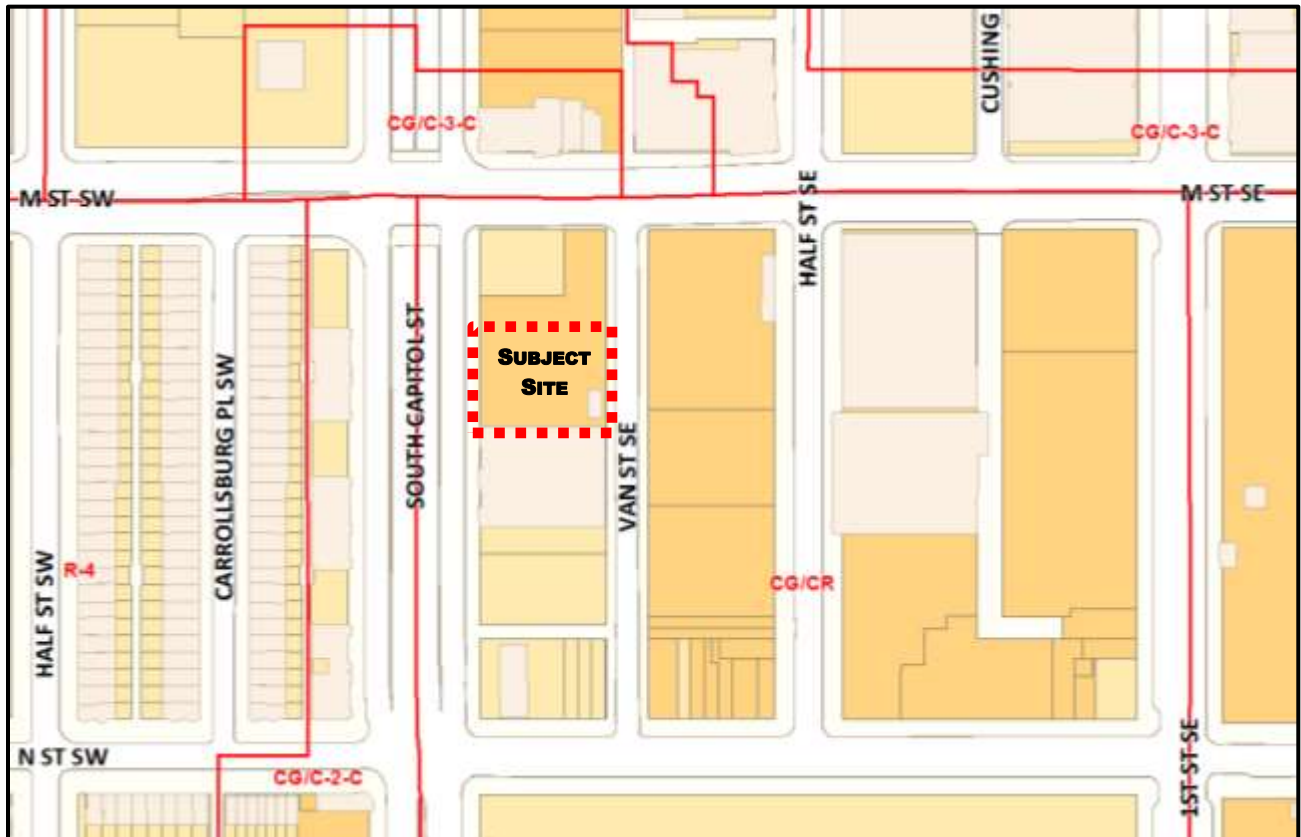 CUSHING
CG/C-3-C
CG/C-3-C
M ST SW
HALF ST SE
M ST SE
SOUTH CAPITOL ST
SUBJECT
SITE
CARROLLSBURG PL SW
VAN ST SE
HALF ST SW
R-4
CG/CR
N ST SW
CG/C-2-C
1ST ST SE